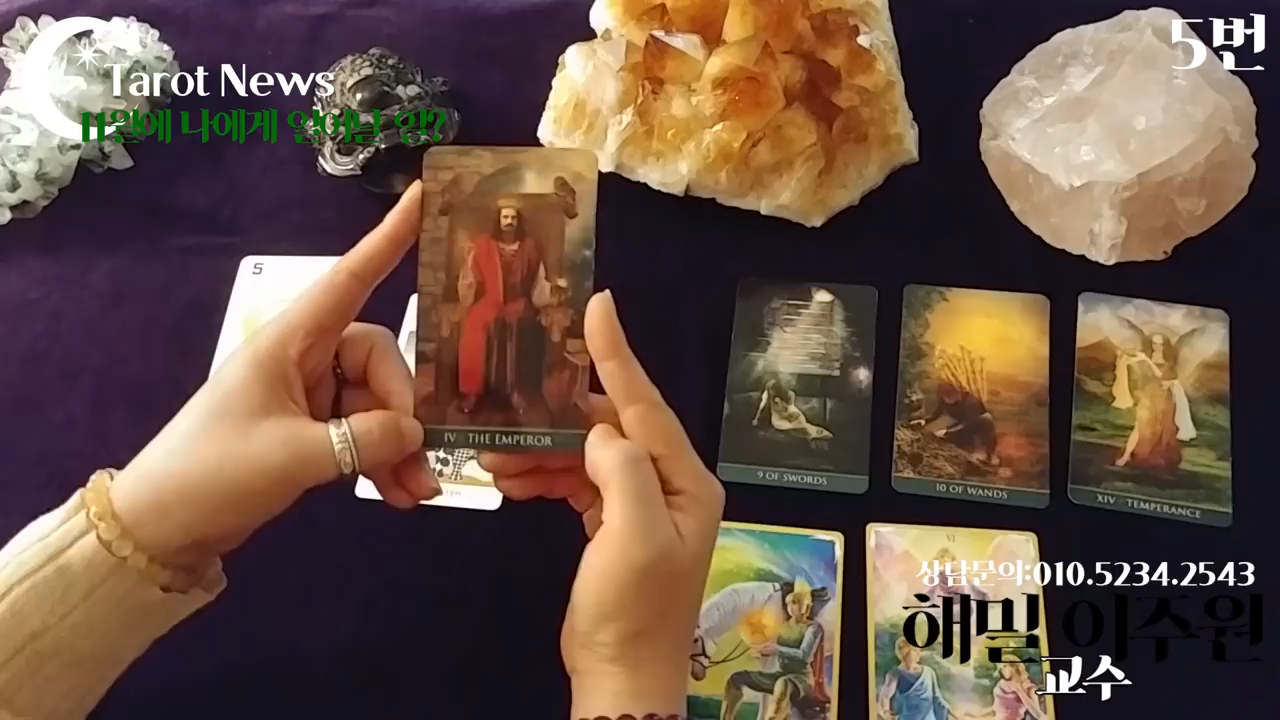 Tarot News
11월에 나에게 일어날 일?
5번
5
IV THE EMPEROR
9 OF SWORDS
10 OF WANDS
XIV TEMPERANCE
VI
상담문의:010.5234.2543
해밀 이주원
교수